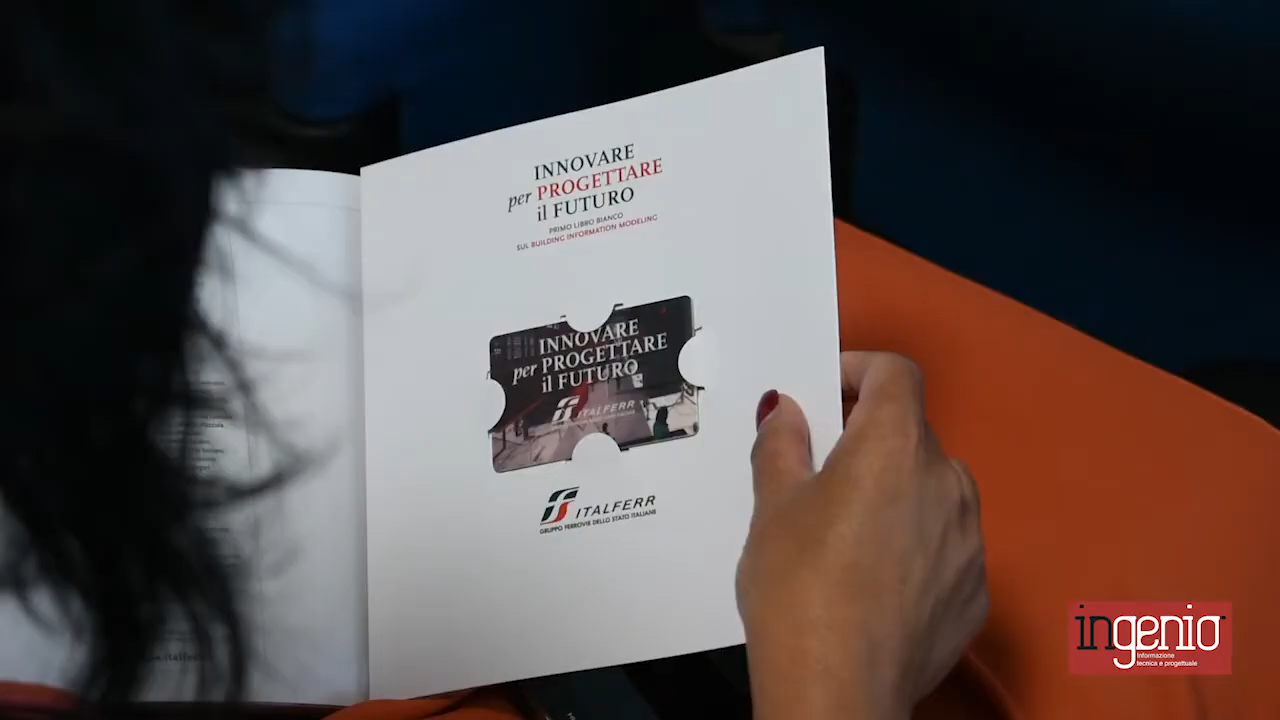 INNOVARE
per PROGETTARE
il FUTURO
PRIMO LIBRO BIANCO
SUL BUILDING INFORMATION MODELING
INNOVARE
per PROGETTARE
il FUTURO
ITALFERR
ITALFERR
GRUPPO FERROVIE DELLO STATO ITALIANE
ingenio
Informazione
tecnica e progettuale